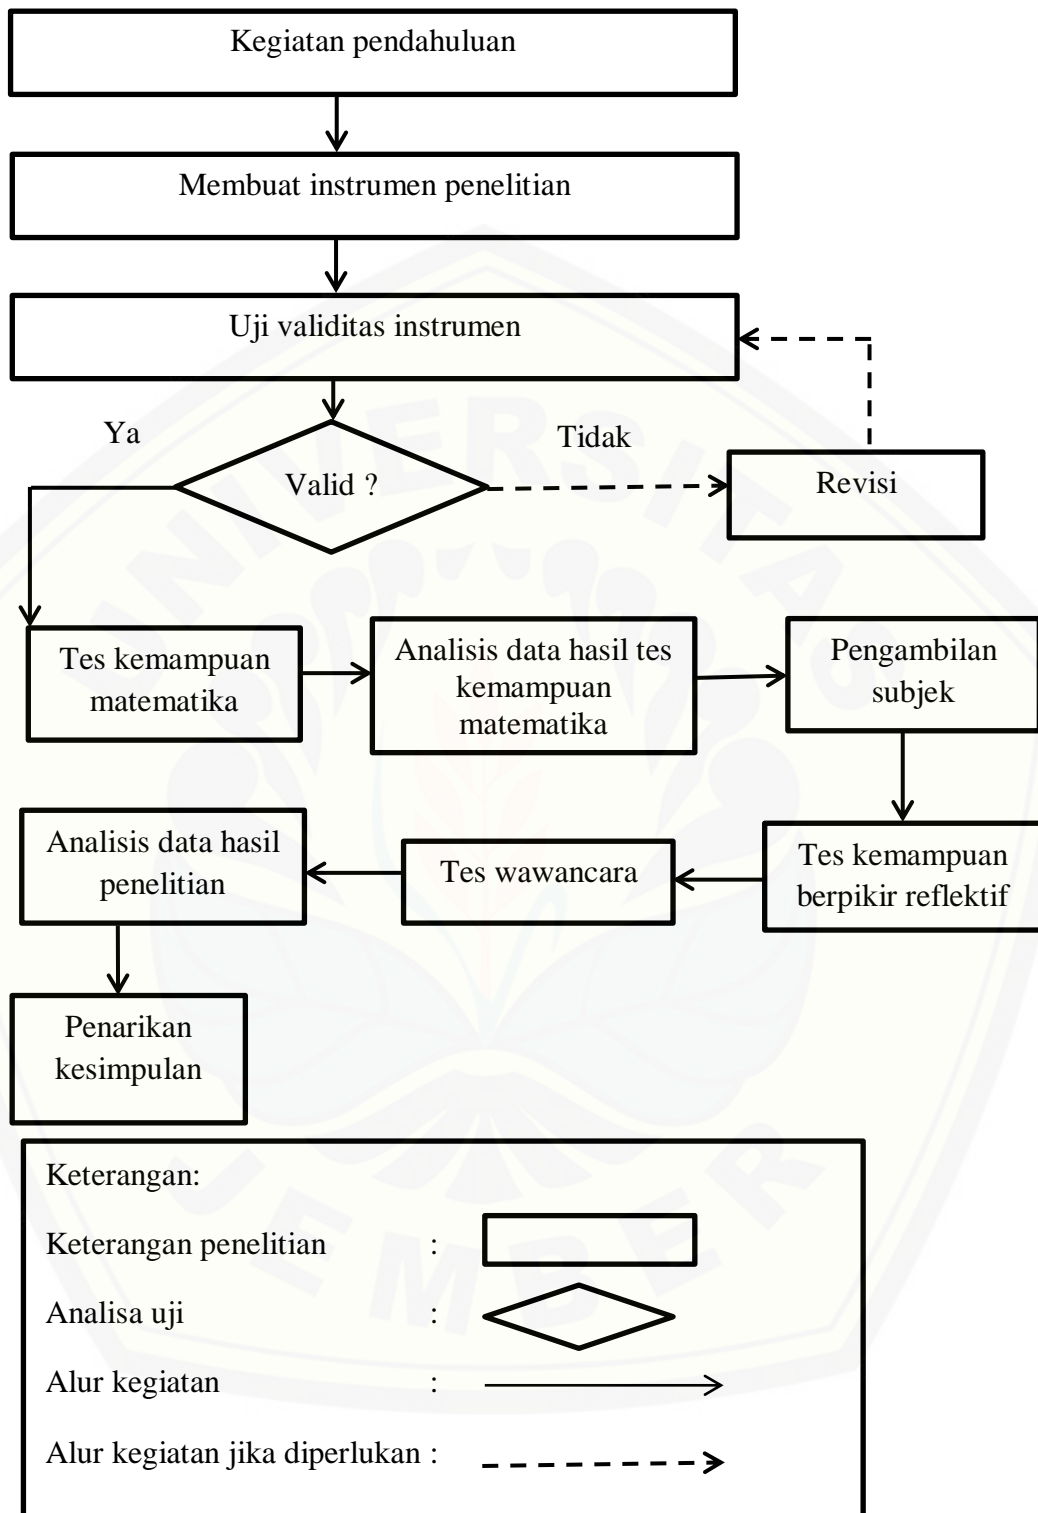 Kegiatan pendahuluan
Membuat instrumen penelitian
Uji validitas instrumen
Ya
Tidak
Valid ?
Revisi
Tes kemampuan
matematika
Analisis data hasil tes
kemampuan
matematika
Pengambilan
subjek
Analisis data hasil
penelitian
Tes wawancara
Tes kemampuan
berpikir reflektif
Penarikan
kesimpulan
Keterangan:
Keterangan penelitian :
Analisa uji :
Alur kegiatan :
Alur kegiatan jika diperlukan :
UNIVERSITAS
JEMBER